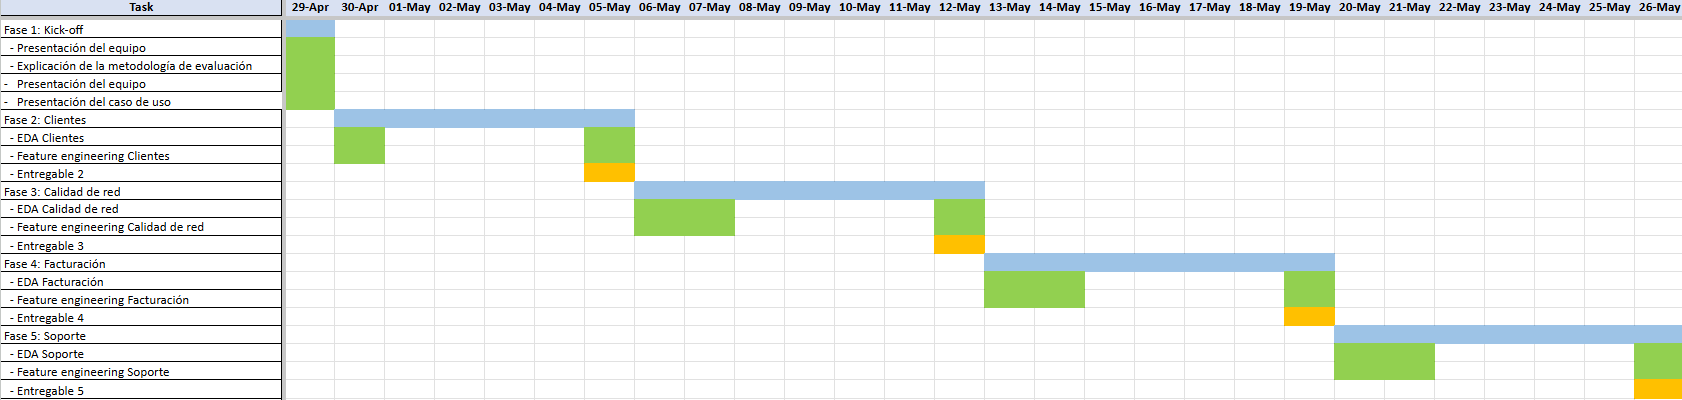 Task 29-Apr 30-Apr 01-May 02-May 03-May 04-May 05-May 06-May 07-May 08-May 09-May 10-May 11-May 12-May 13-May 14-May 15-May 16-May 17-May 18-May 19-May 20-May 21-May 22-May 23-May 24-May 25-May 26-May
Fase 1: Kick-off
- Presentación del equipo
- Explicación de la metodología de evaluación
- Presentación del equipo
- Presentación del caso de uso
Fase 2: Clientes
- EDA Clientes
- Feature engineering Clientes
- Entregable 2
Fase 3: Calidad de red
- EDA Calidad de red
- Feature engineering Calidad de red
- Entregable 3
Fase 4: Facturación
- EDA Facturación
- Feature engineering Facturación
- Entregable 4
Fase 5: Soporte
- EDA Soporte
- Feature engineering Soporte
- Entregable 5